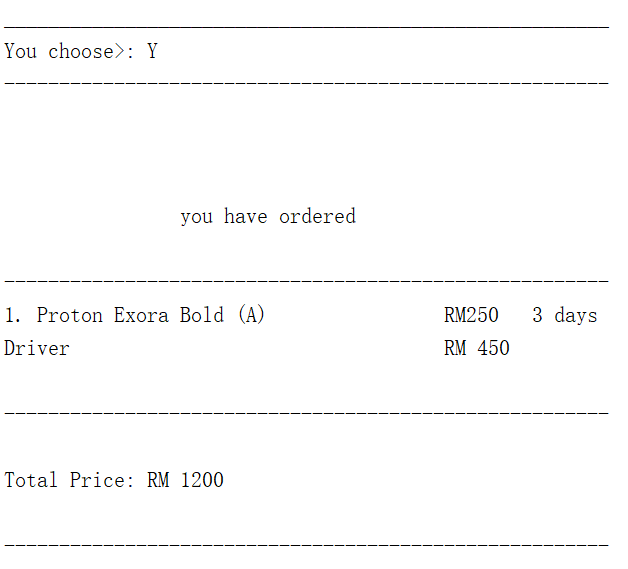 You choose>: Y
you have ordered
1. Proton Exora Bold (A) RM250 3 days
Driver RM 450
Total Price: RM 1200